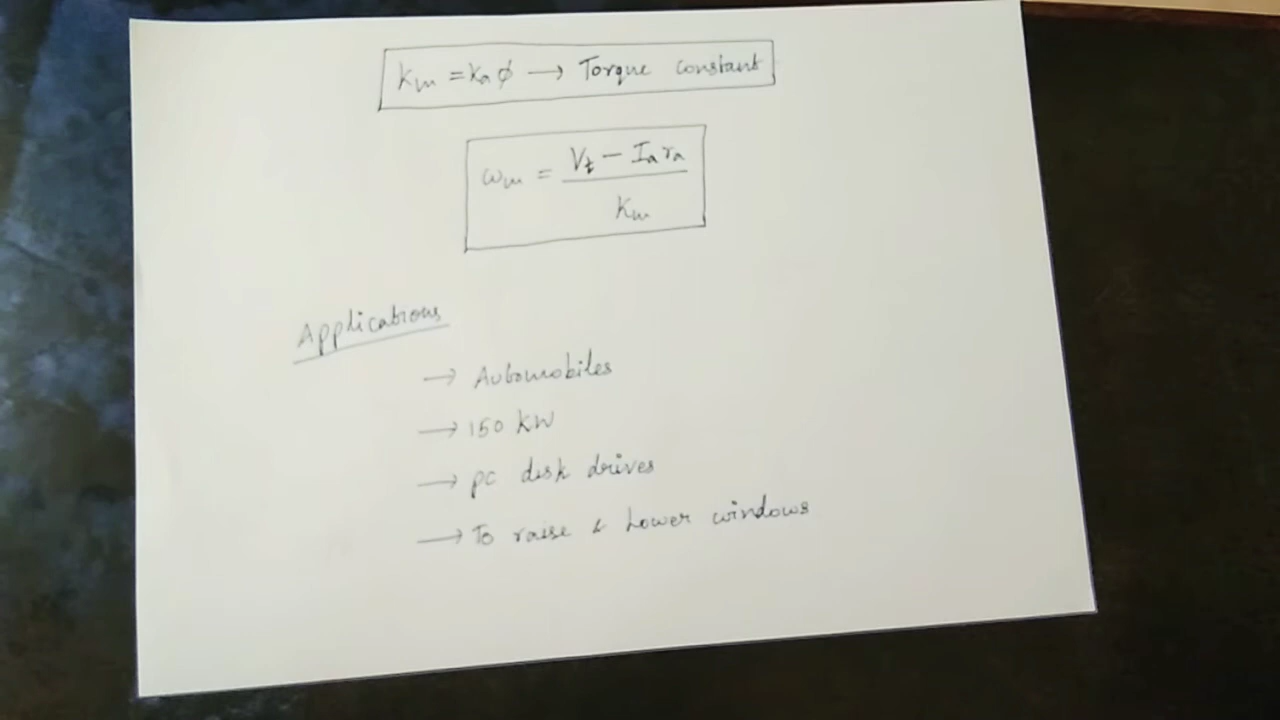 Km = Ka φ → Torque constant
ωm = (Vt − Ia ra) / Km
Applications
→ Automobiles
→ 150 kW
→ pc disk drives
→ To raise & Lower windows